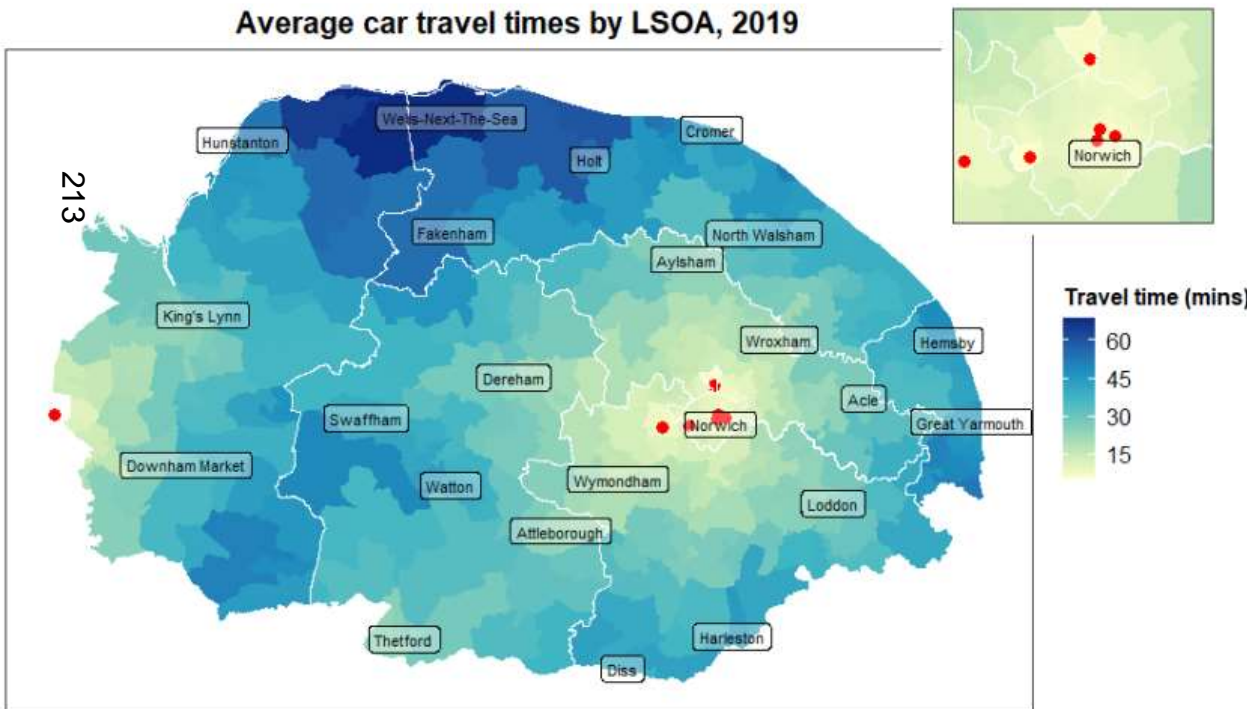 Average car travel times by LSOA, 2019
Norwich
213
Wells-Next-The-Sea
Hunstanton
Cromer
Holt
Fakenham
North Walsham
Aylsham
King's Lynn
Travel time (mins)
Wroxham
Hemsby
60
Dereham
45
Acle
Swaffham
30
Norwich
Great Yarmouth
15
Downham Market
Wymondham
Watton
Loddon
Attleborough
Thetford
Harleston
Diss